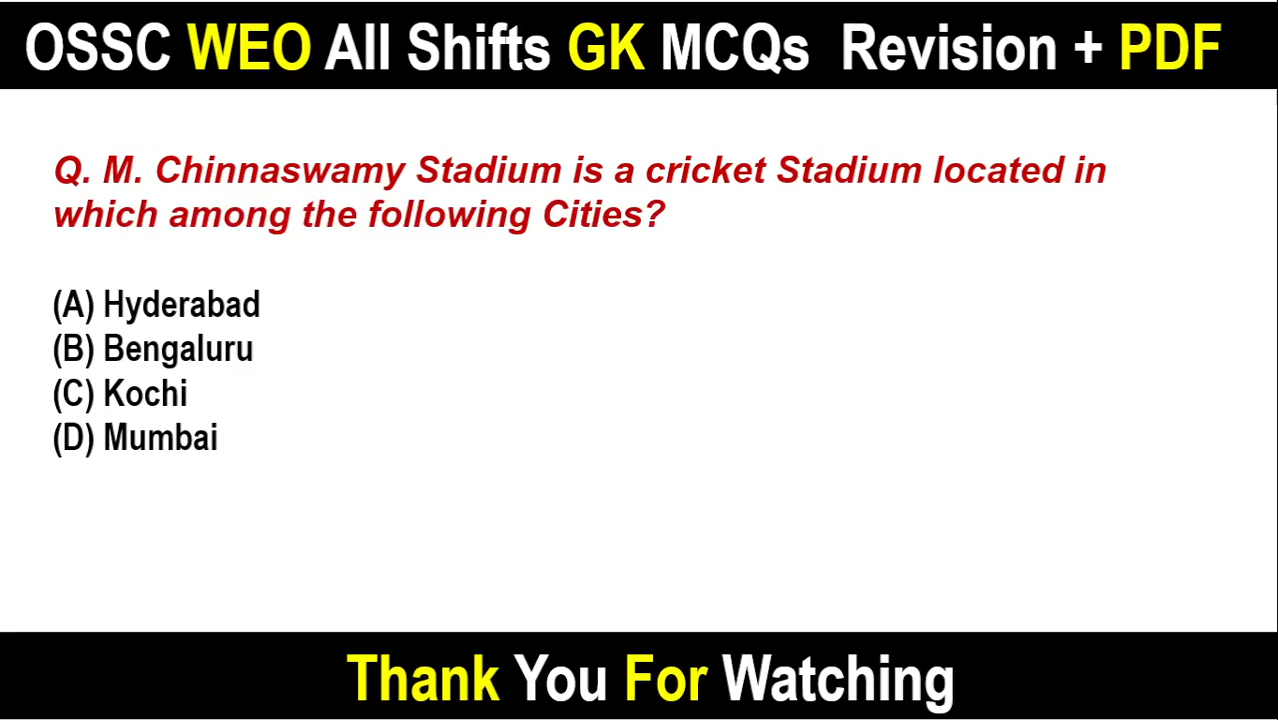 OSSC WEO All Shifts GK MCQs Revision + PDF
Q. M. Chinnaswamy Stadium is a cricket Stadium located in
which among the following Cities?
(A) Hyderabad
(B) Bengaluru
(C) Kochi
(D) Mumbai
Thank You For Watching